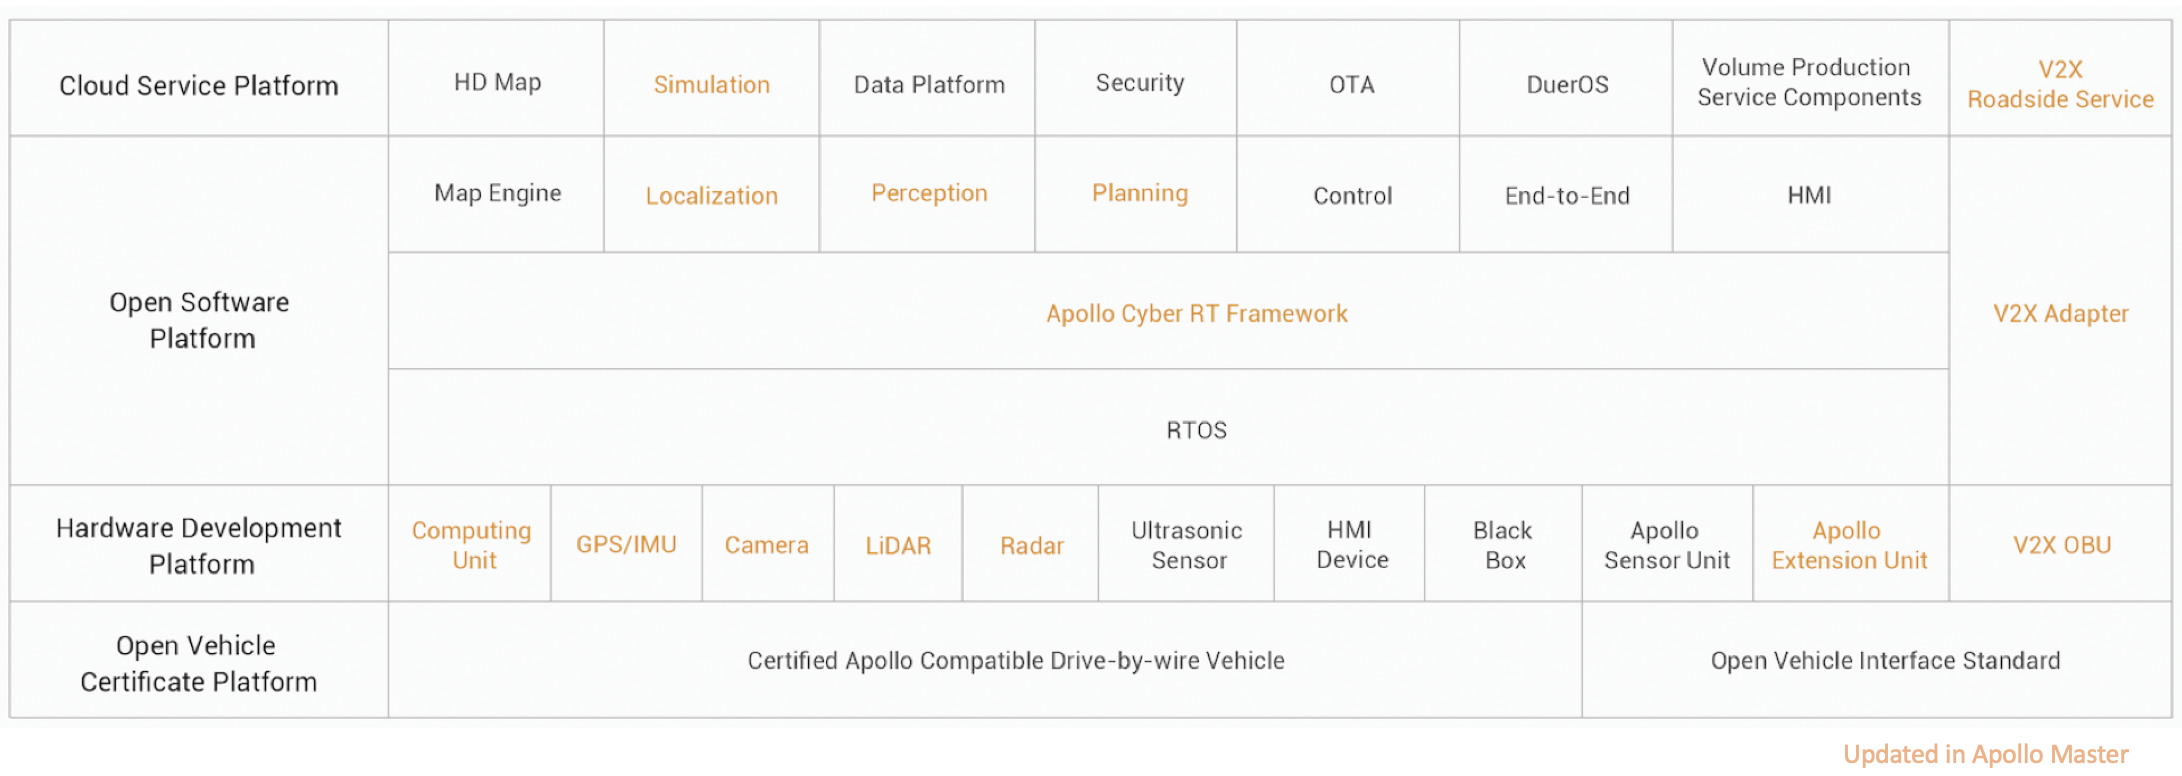 Cloud Service Platform
HD Map
Simulation
Data Platform
Security
OTA
DuerOS
Volume Production
Service Components
V2X
Roadside Service
Open Software
Platform
Map Engine
Localization
Perception
Planning
Control
End-to-End
HMI
Apollo Cyber RT Framework
RTOS
V2X Adapter
Hardware Development
Platform
Computing
Unit
GPS/IMU
Camera
LiDAR
Radar
Ultrasonic
Sensor
HMI
Device
Black
Box
Apollo
Sensor Unit
Apollo
Extension Unit
V2X OBU
Open Vehicle
Certificate Platform
Certified Apollo Compatible Drive-by-wire Vehicle
Open Vehicle Interface Standard
Updated in Apollo Master